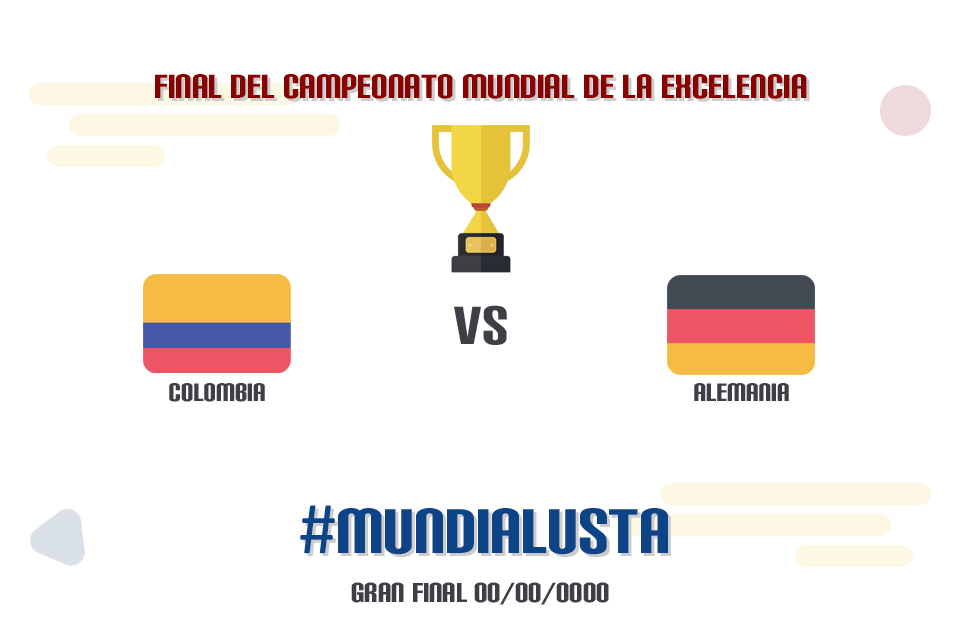 FINAL DEL CAMPEONATO MUNDIAL DE LA EXCELENCIA
VS
COLOMBIA
ALEMANIA
#MUNDIALUSTA
GRAN FINAL 00/00/0000